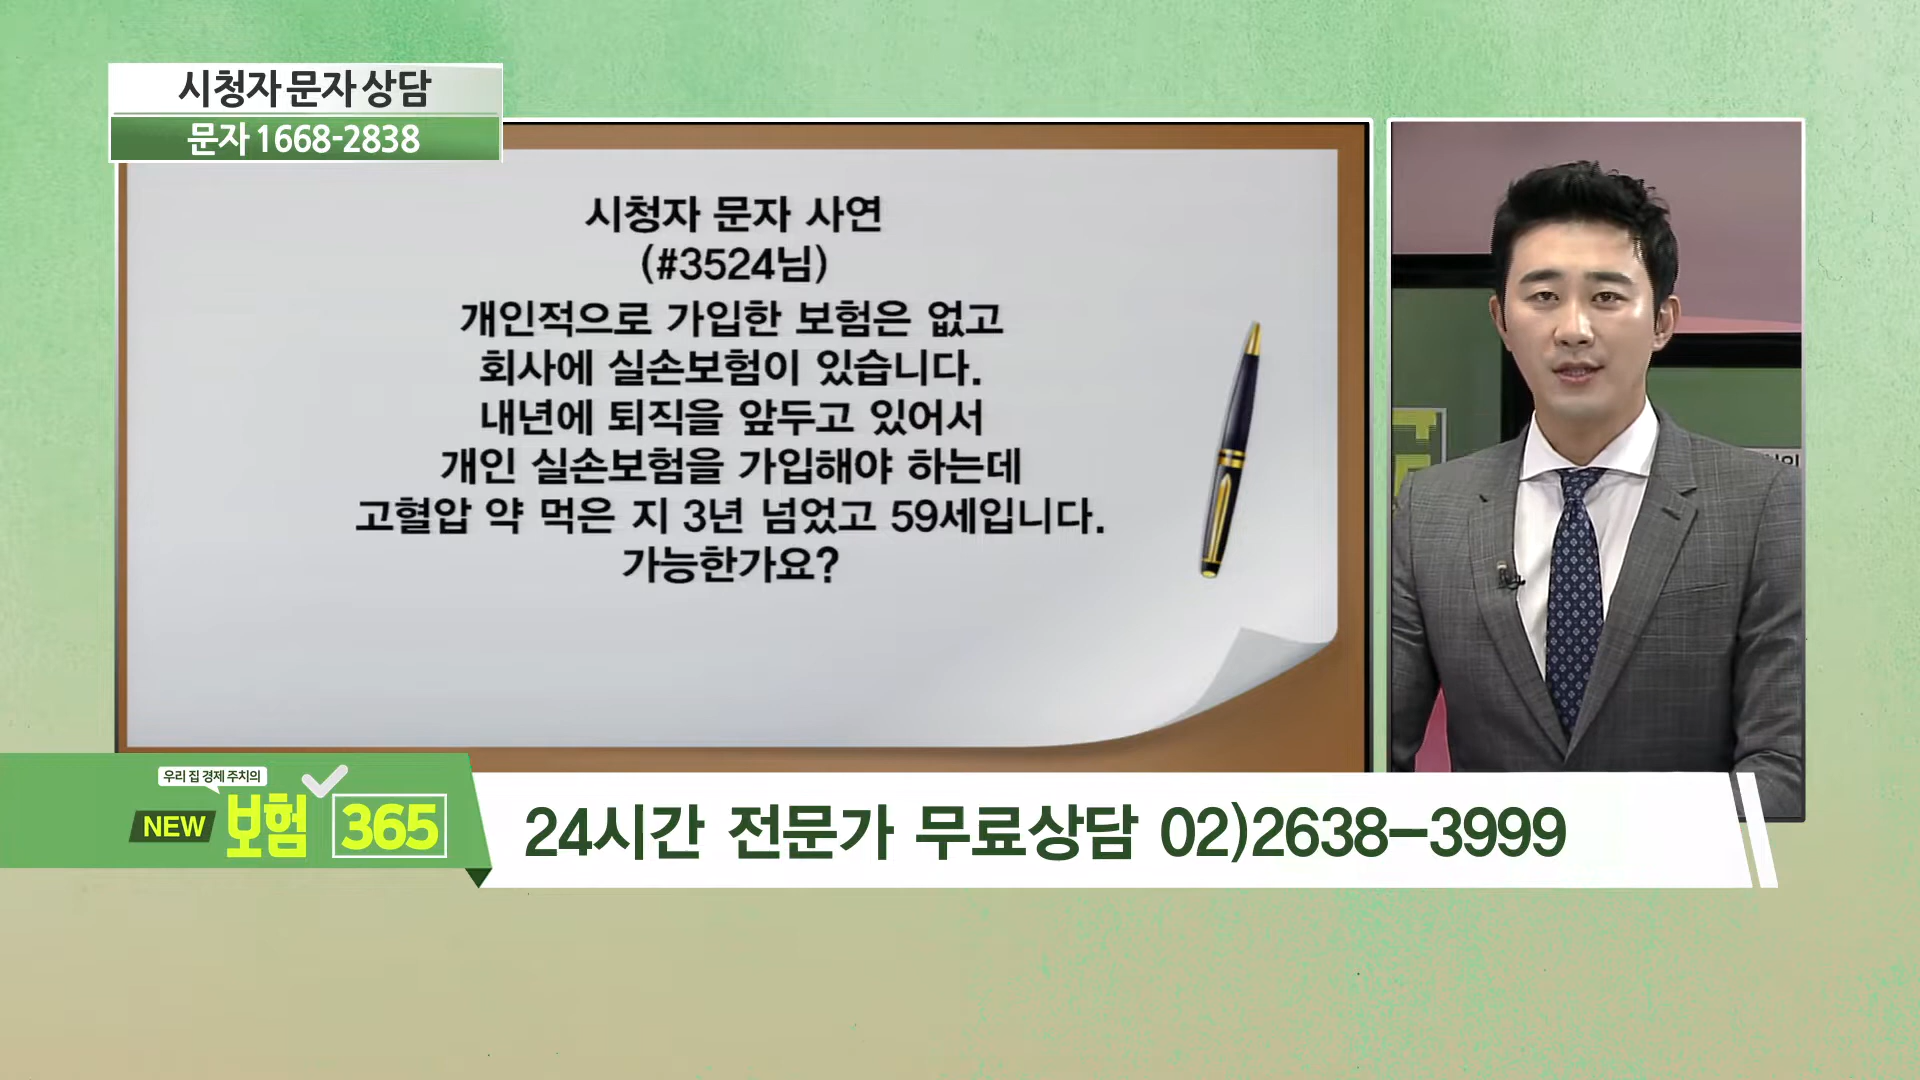 시청자 문자 상담
문자 1668-2838
시청자 문자 사연
(#3524님)
개인적으로 가입한 보험은 없고
회사에 실손보험이 있습니다.
내년에 퇴직을 앞두고 있어서
개인 실손보험을 가입해야 하는데
고혈압 약 먹은 지 3년 넘었고 59세입니다.
가능한가요?
우리 집 경제 주치의
NEW 보험 365
24시간 전문가 무료상담 02)2638-3999